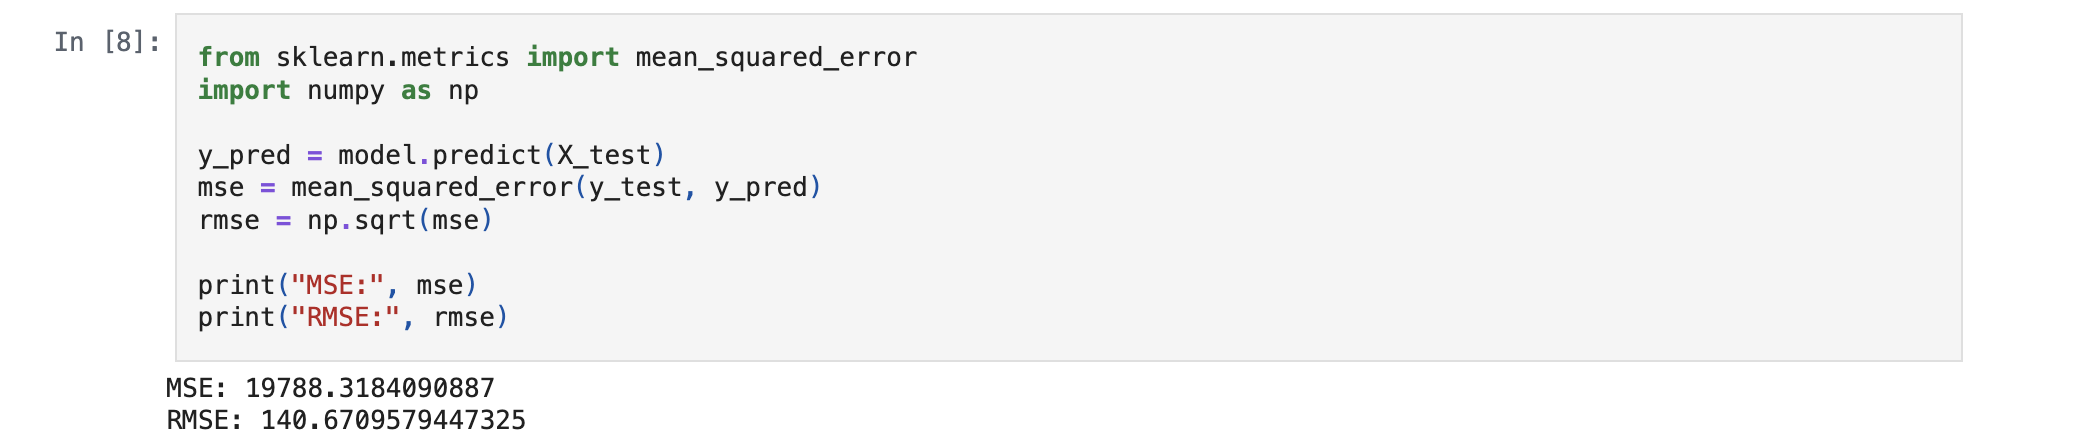 In [8]:
from sklearn.metrics import mean_squared_error
import numpy as np
y_pred = model.predict(X_test)
mse = mean_squared_error(y_test, y_pred)
rmse = np.sqrt(mse)
print("MSE:", mse)
print("RMSE:", rmse)
MSE: 19788.3184090887
RMSE: 140.6709579447325